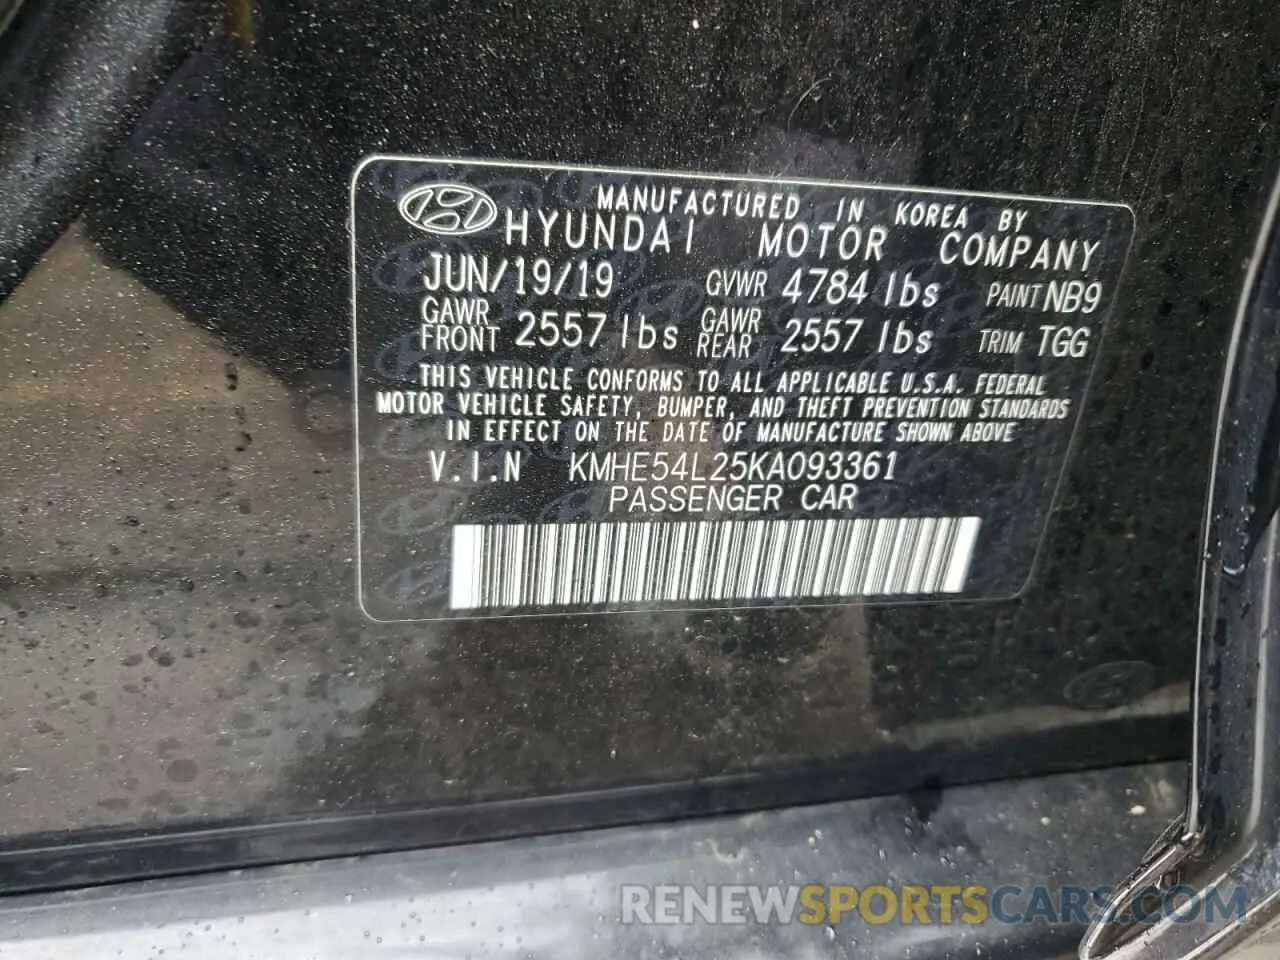 MANUFACTURED IN KOREA BY
HYUNDAI MOTOR COMPANY
JUN/19/19 GVWR 4784 lbs PAINT NB9
GAWR FRONT 2557 lbs GAWR REAR 2557 lbs TRIM TGG
THIS VEHICLE CONFORMS TO ALL APPLICABLE U.S.A. FEDERAL
MOTOR VEHICLE SAFETY, BUMPER, AND THEFT PREVENTION STANDARDS
IN EFFECT ON THE DATE OF MANUFACTURE SHOWN ABOVE
V.I.N KMHE54L25KA093361
PASSENGER CAR
RENEWSPORTSCARS.COM